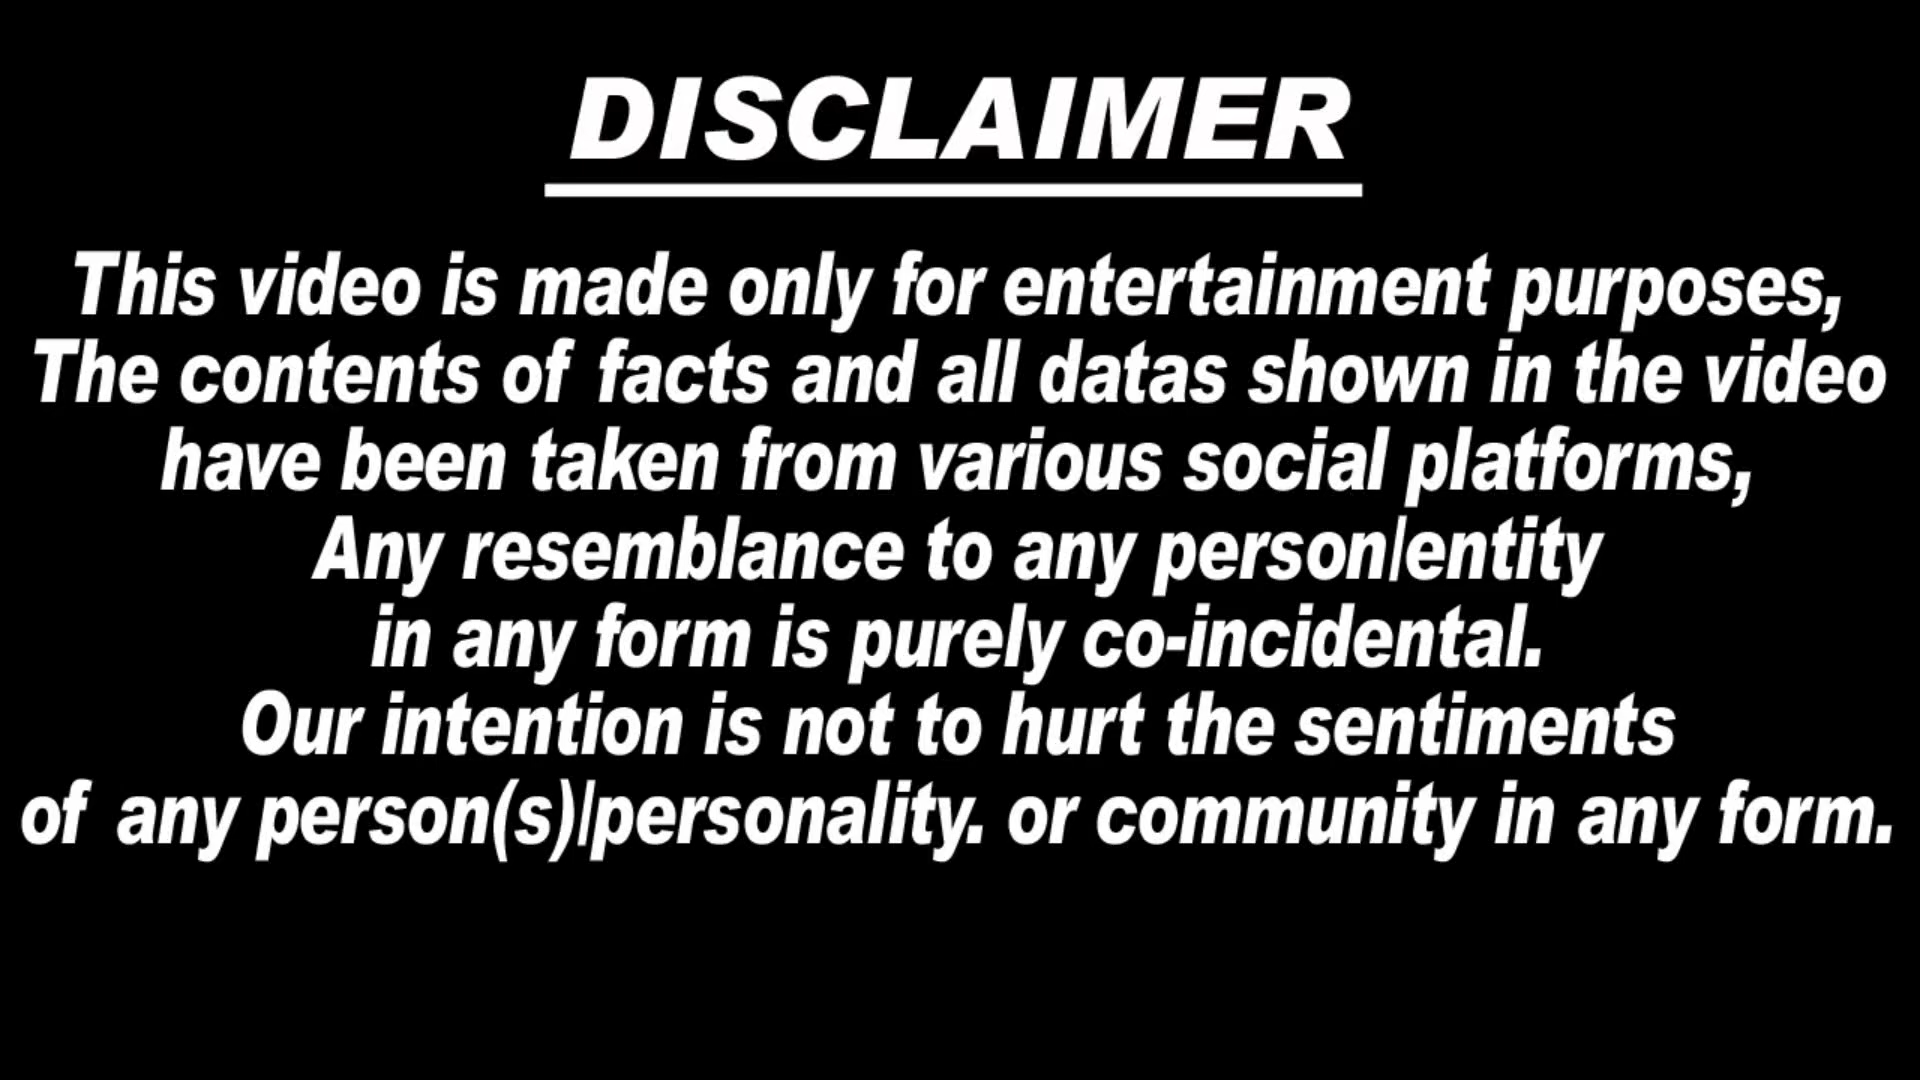 DISCLAIMER
This video is made only for entertainment purposes,
The contents of facts and all datas shown in the video
have been taken from various social platforms,
Any resemblance to any person|entity
in any form is purely co-incidental.
Our intention is not to hurt the sentiments
of any person(s)|personality. or community in any form.